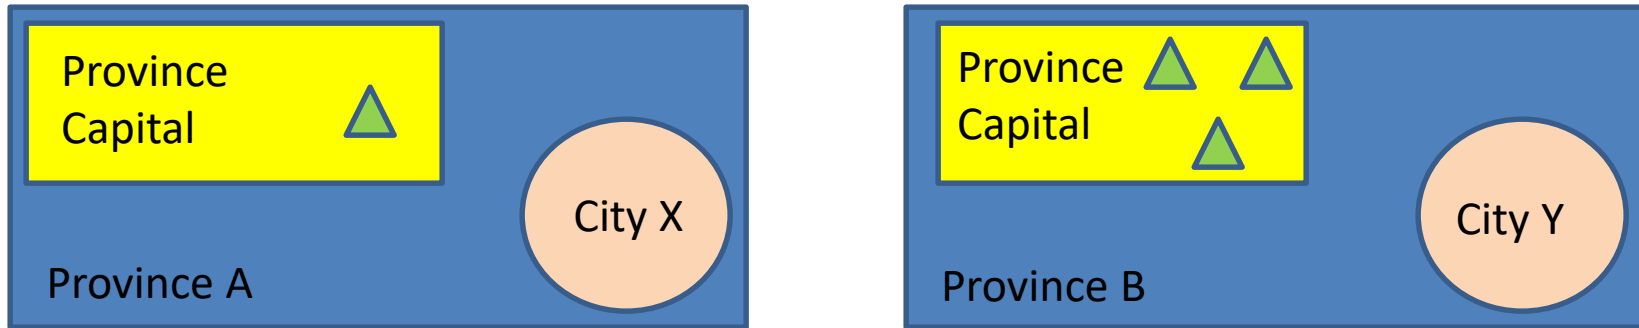 Province
Capital
City X
Province A
Province
Capital
City Y
Province B